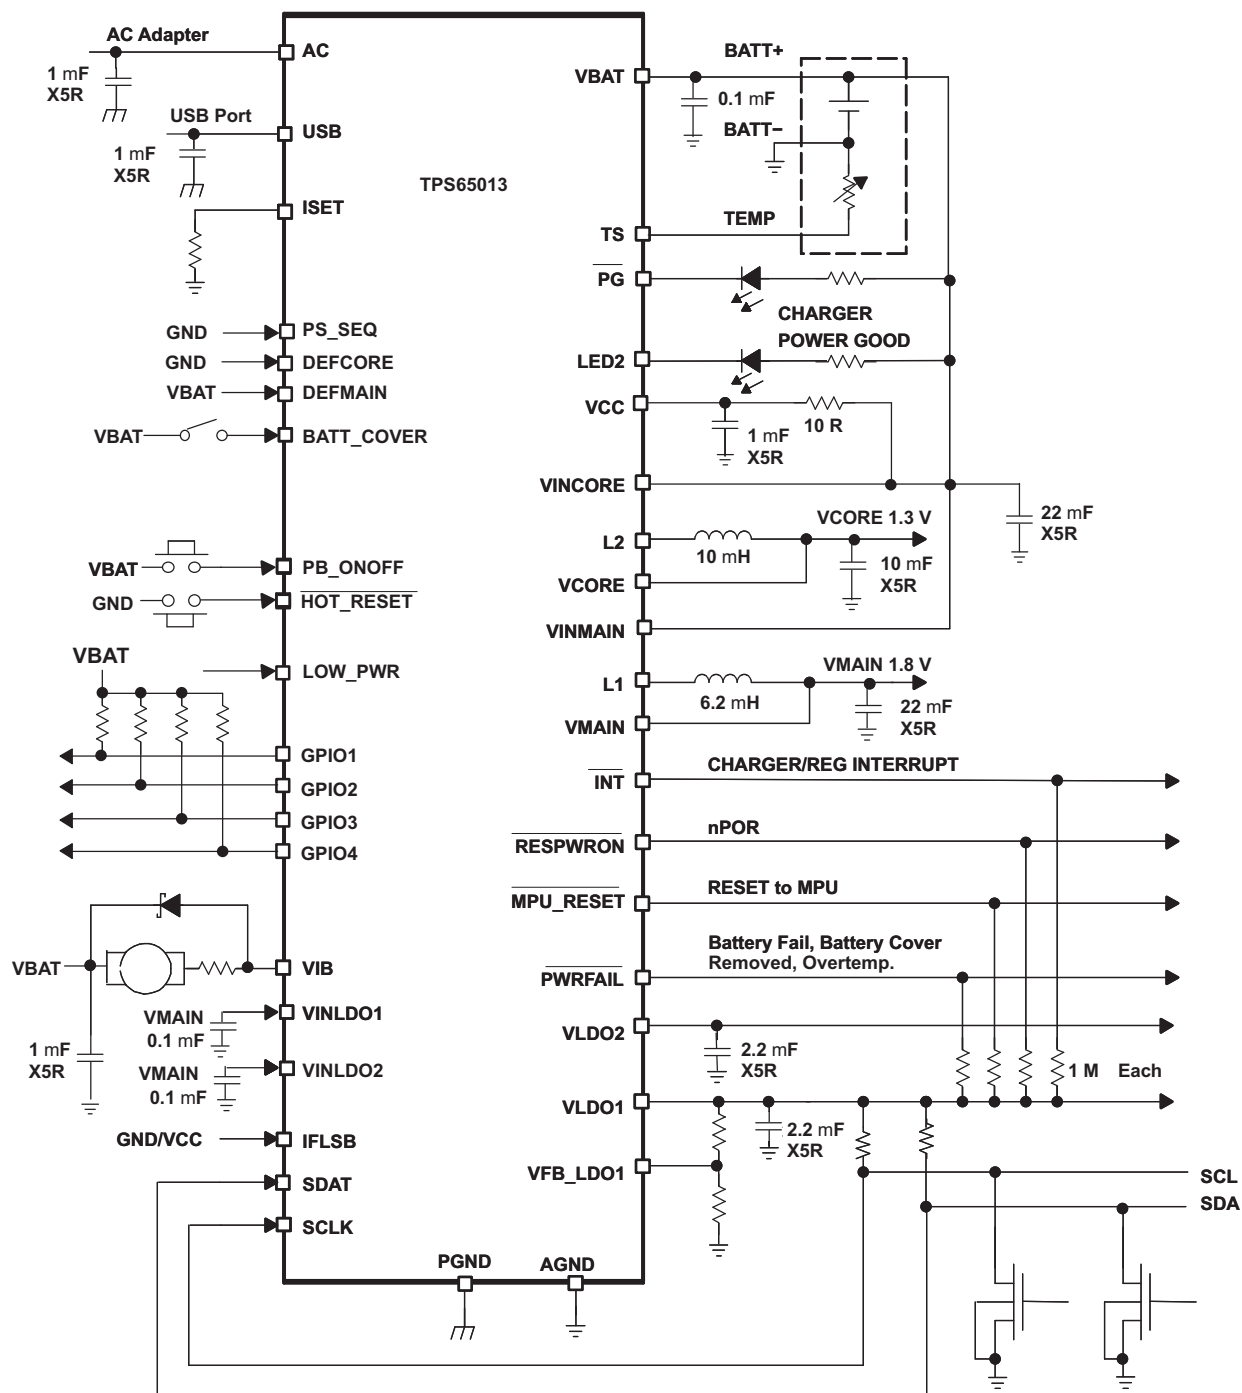 AC Adapter
AC
1 mF
X5R
USB Port
USB
1 mF
X5R
ISET
TPS65013
GND
PS_SEQ
GND
DEFCORE
VBAT
DEFMAIN
VBAT
BATT_COVER
VBAT
PB_ONOFF
GND
HOT_RESET
VBAT
LOW_PWR
GPIO1
GPIO2
GPIO3
GPIO4
VBAT
VIB
1 mF
X5R
VMAIN
0.1 mF
VINLDO1
VMAIN
0.1 mF
VINLDO2
GND/VCC
IFLSB
SDAT
SCLK
PGND
AGND
VBAT
BATT+
0.1 mF
BATT−
TS
TEMP
PG
CHARGER
POWER GOOD
LED2
VCC
1 mF
X5R
10 R
VINCORE
22 mF
X5R
L2
10 mH
VCORE 1.3 V
10 mF
X5R
VCORE
VINMAIN
L1
6.2 mH
VMAIN 1.8 V
22 mF
X5R
VMAIN
INT
CHARGER/REG INTERRUPT
RESPWRON
nPOR
MPU_RESET
RESET to MPU
PWRFAIL
Battery Fail, Battery Cover
Removed, Overtemp.
VLDO2
2.2 mF
X5R
1 M Each
VLDO1
2.2 mF
X5R
VFB_LDO1
SCL
SDA